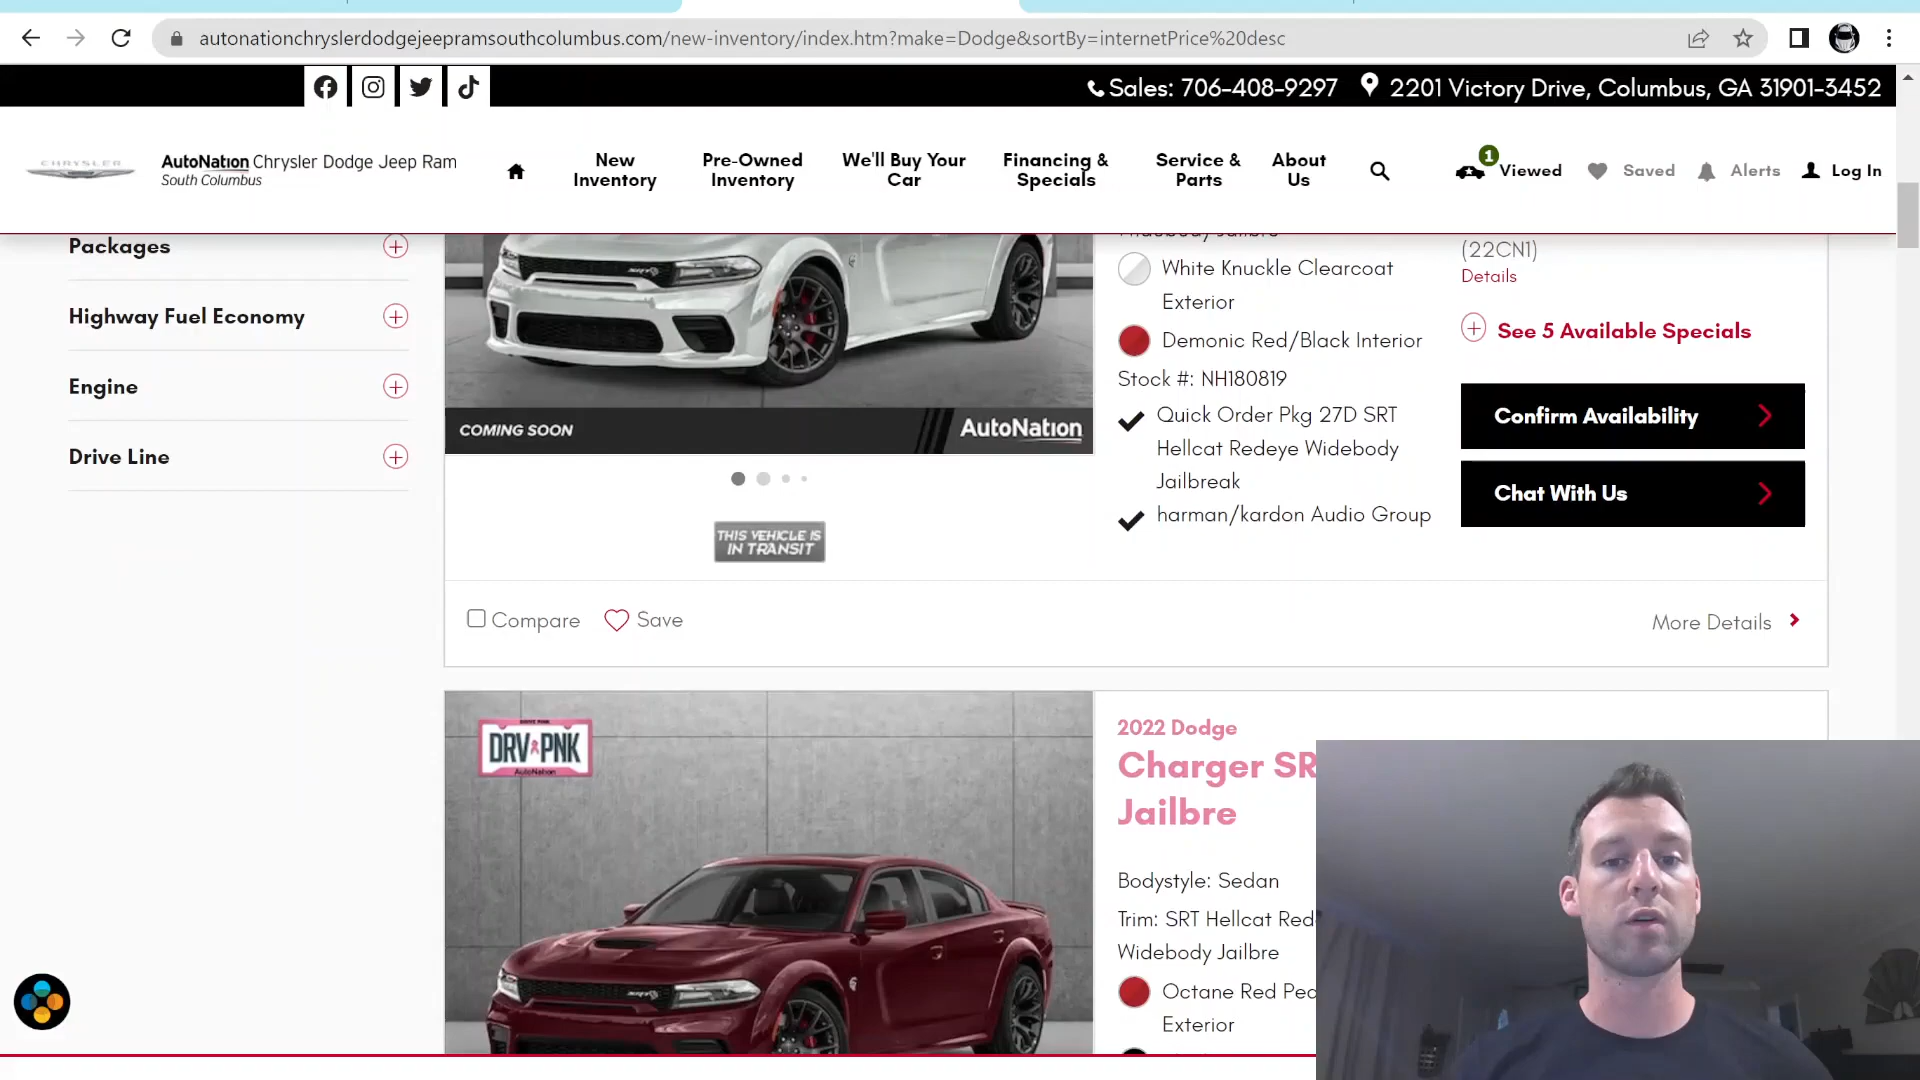 autonationchryslerdodgejeepramsouthcolumbus.com/new-inventory/index.htm?make=Dodge&sortBy=internetPrice%20desc
Sales: 706-408-9297
2201 Victory Drive, Columbus, GA 31901-3452
CHRYSLER
AutoNation Chrysler Dodge Jeep Ram
South Columbus
New
Inventory
Pre-Owned
Inventory
We'll Buy Your
Car
Financing &
Specials
Service &
Parts
About
Us
1
Viewed
Saved
Alerts
Log In
Packages
Highway Fuel Economy
Engine
Drive Line
COMING SOON
AutoNation
THIS VEHICLE IS
IN TRANSIT
White Knuckle Clearcoat
Exterior
Demonic Red/Black Interior
Stock #: NH180819
Quick Order Pkg 27D SRT
Hellcat Redeye Widebody
Jailbreak
harman/kardon Audio Group
(22CN1)
Details
See 5 Available Specials
Confirm Availability
Chat With Us
Compare
Save
More Details
DRV PNK
AutoNation
2022 Dodge
Charger SR
Jailbre
Bodystyle: Sedan
Trim: SRT Hellcat Red
Widebody Jailbre
Octane Red Pea
Exterior